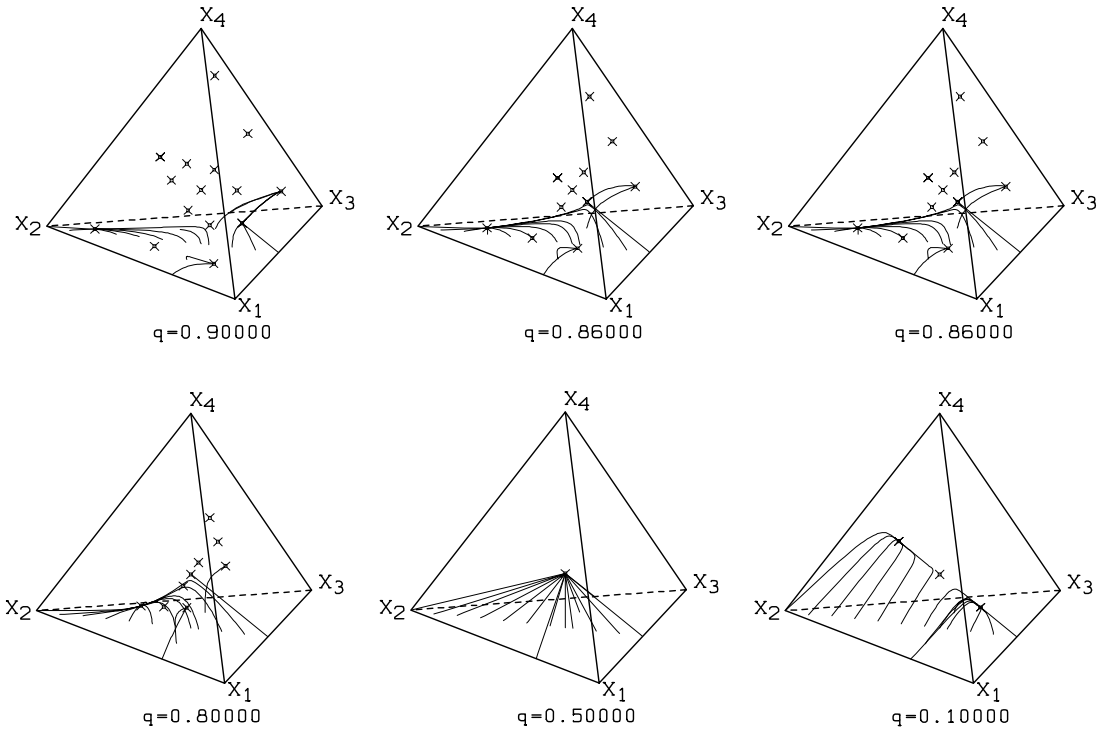 X4 X4 X4
X2 X3 X2 X3 X2 X3
X1 X1 X1
q=0.90000 q=0.86000 q=0.86000
X4 X4 X4
X2 X3 X2 X3 X2 X3
X1 X1 X1
q=0.80000 q=0.50000 q=0.10000